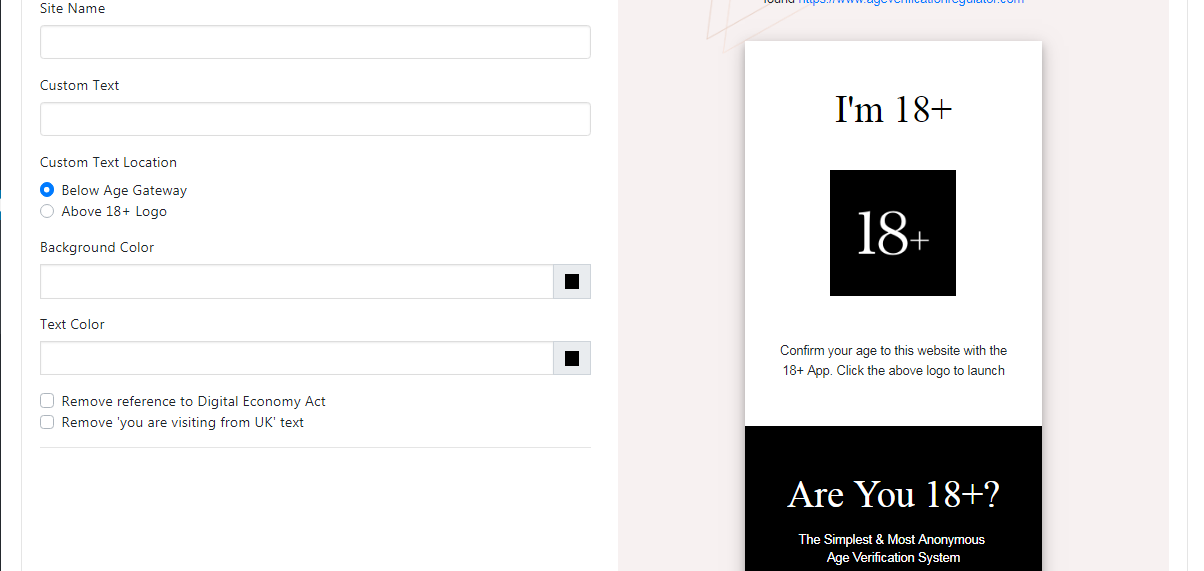 Site Name
Custom Text
Custom Text Location
Below Age Gateway
Above 18+ Logo
Background Color
Text Color
Remove reference to Digital Economy Act
Remove 'you are visiting from UK' text
found https://www.ageverificationregulator.com
I'm 18+
18+
Confirm your age to this website with the
18+ App. Click the above logo to launch
Are You 18+?
The Simplest & Most Anonymous
Age Verification System